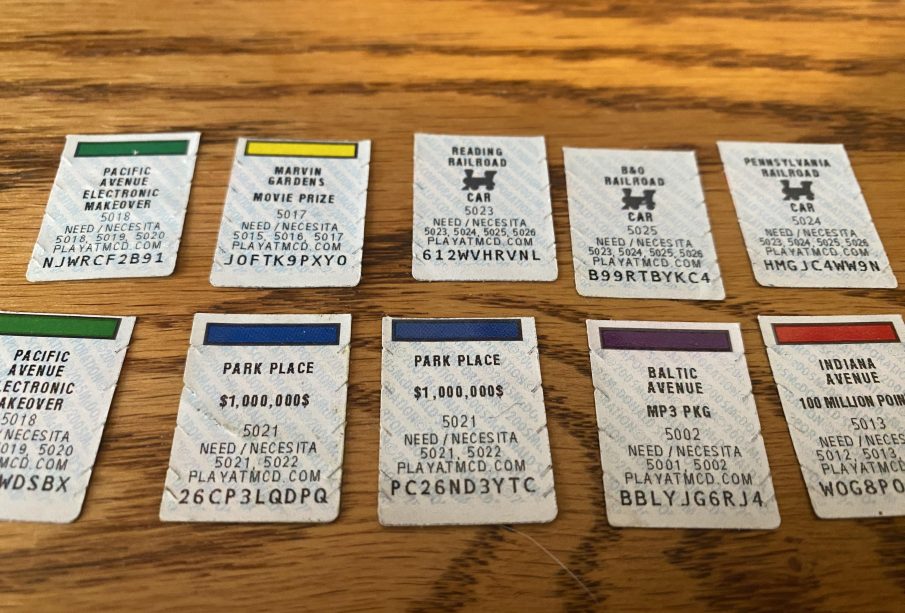 PACIFIC
AVENUE
ELECTRONIC
MAKEOVER
5018
NEED/NECESITA
5018, 5019, 5020
PLAYATMCD.COM
NJWRCF2B91
MARVIN
GARDENS
MOVIE PRIZE
5017
NEED/NECESITA
5015, 5016, 5017
PLAYATMCD.COM
JOFTK9PXYO
READING
RAILROAD
CAR
5023
NEED/NECESITA
5023, 5024, 5025, 5026
PLAYATMCD.COM
612WVHRVNL
B&O
RAILROAD
CAR
5025
NEED/NECESITA
5023, 5024, 5025, 5026
PLAYATMCD.COM
B99RTBYKC4
PENNSYLVANIA
RAILROAD
CAR
5024
NEED/NECESITA
5023, 5024, 5025, 5026
PLAYATMCD.COM
HMGJC4WW9N
PACIFIC
AVENUE
LECTRONIC
AKEOVER
5018
/NECESITA
019, 5020
MCD.COM
WDSBX
PARK PLACE
$1,000,000$
5021
NEED/NECESITA
5021, 5022
PLAYATMCD.COM
26CP3LQDPQ
PARK PLACE
$1,000,000$
5021
NEED/NECESITA
5021, 5022
PLAYATMCD.COM
PC26ND3YTC
BALTIC
AVENUE
MP3 PKG
5002
NEED/NECESITA
5001, 5002
PLAYATMCD.COM
BBLYJG6RJ4
INDIANA
AVENUE
100 MILLION POIN
5013
NEED/NECES
5012, 5013,
PLAYATMCD.
WOG8PO